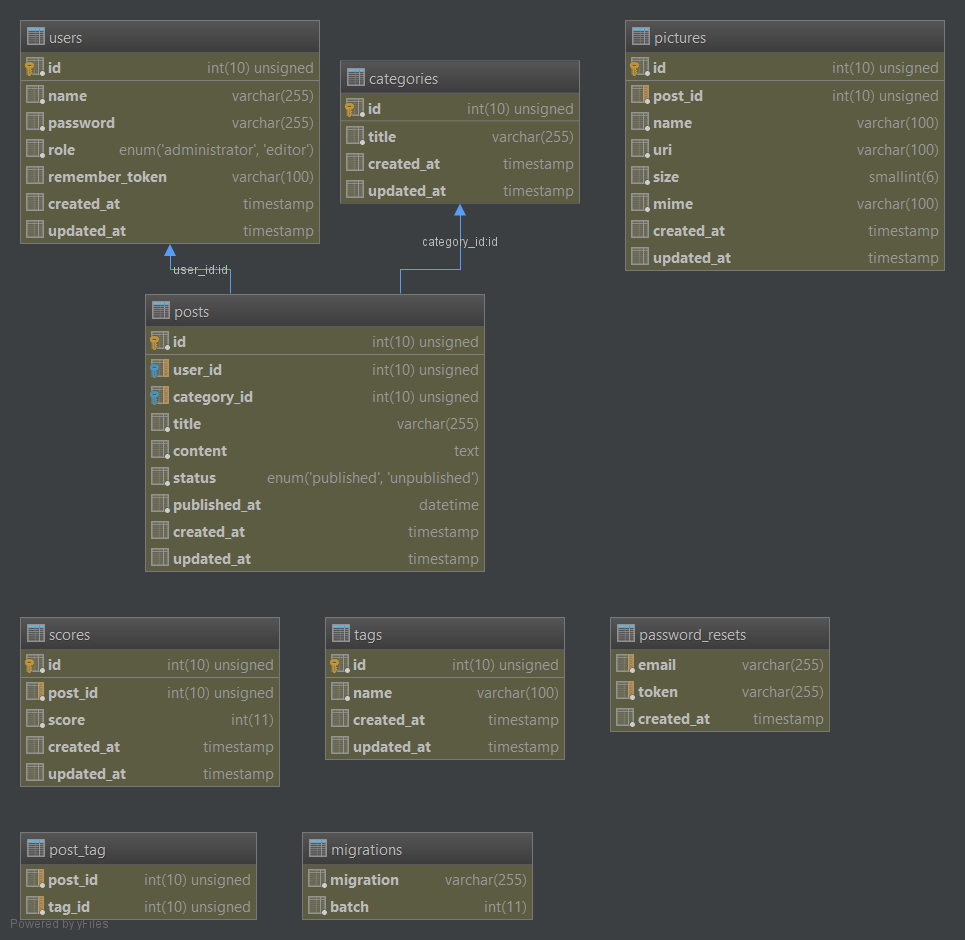 users
id int(10) unsigned
name varchar(255)
password varchar(255)
role enum('administrator', 'editor')
remember_token varchar(100)
created_at timestamp
updated_at timestamp
categories
id int(10) unsigned
title varchar(255)
created_at timestamp
updated_at timestamp
pictures
id int(10) unsigned
post_id int(10) unsigned
name varchar(100)
uri varchar(100)
size smallint(6)
mime varchar(100)
created_at timestamp
updated_at timestamp
user_id:id
category_id:id
posts
id int(10) unsigned
user_id int(10) unsigned
category_id int(10) unsigned
title varchar(255)
content text
status enum('published', 'unpublished')
published_at datetime
created_at timestamp
updated_at timestamp
scores
id int(10) unsigned
post_id int(10) unsigned
score int(11)
created_at timestamp
updated_at timestamp
tags
id int(10) unsigned
name varchar(100)
created_at timestamp
updated_at timestamp
password_resets
email varchar(255)
token varchar(255)
created_at timestamp
post_tag
post_id int(10) unsigned
tag_id int(10) unsigned
migrations
migration varchar(255)
batch int(11)
Powered by yFiles